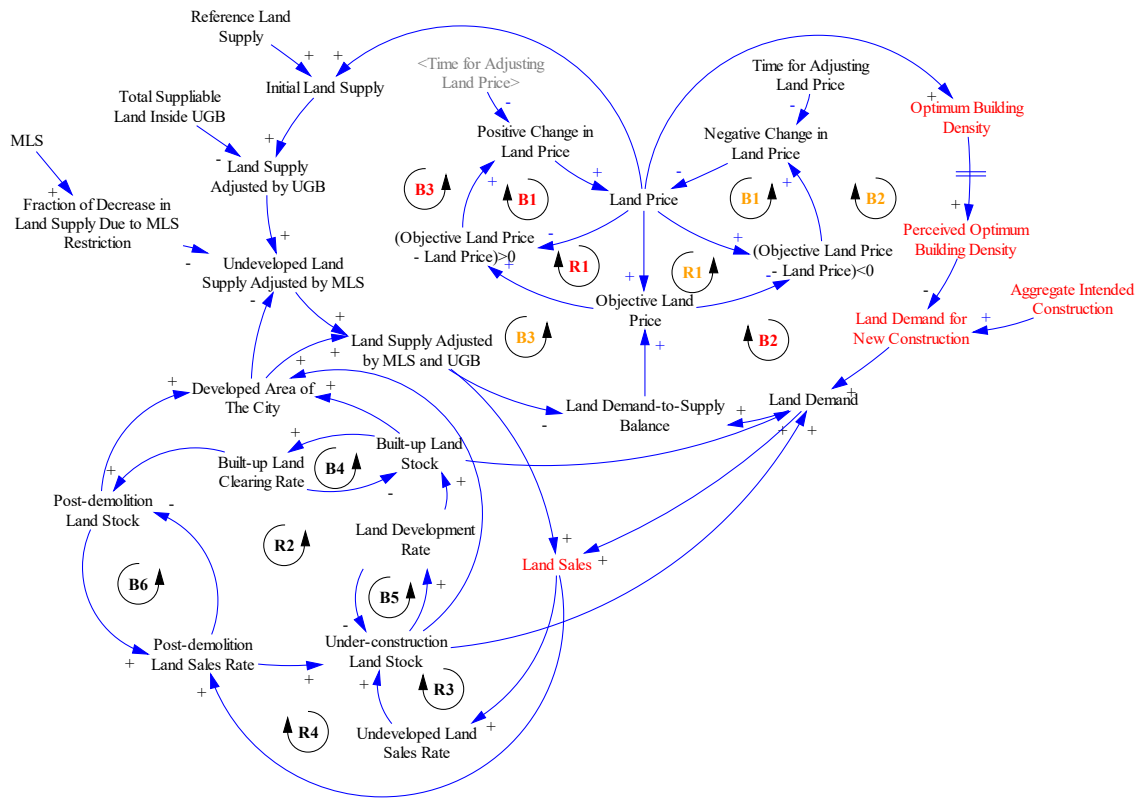 Reference Land
Supply
+
+
<Time for Adjusting
Land Price>
Time for Adjusting
Land Price
Initial Land Supply
Total Suppliable
Land Inside UGB
-
-
+
Optimum Building
Density
MLS
+
-
Positive Change in
Land Price
Negative Change in
Land Price
Land Supply
Adjusted by UGB
+
-
+
Fraction of Decrease in
Land Supply Due to MLS
Restriction
B3
+
B1
Land Price
B1
+
B2
+
-
+
(Objective Land Price
- Land Price)>0
+
-
R1
+
R1
+
-
-
(Objective Land Price
- Land Price)<0
Perceived Optimum
Building Density
-
Undeveloped Land
Supply Adjusted by MLS
-
Objective Land
Price
-
Aggregate Intended
Construction
+
+
Land Supply Adjusted
by MLS and UGB
B3
+
B2
Land Demand for
New Construction
+
+
+
+
Developed Area of
The City
+
-
Land Demand-to-Supply
Balance
+
Land Demand
+
+
+
+
Built-up Land
Stock
Built-up Land
Clearing Rate
B4
+
-
+
Post-demolition
Land Stock
-
R2
Land Development
Rate
+
Land Sales
+
B6
B5
+
-
Post-demolition
Land Sales Rate
+
+
+
Under-construction
Land Stock
+
R3
R4
Undeveloped Land
Sales Rate
+